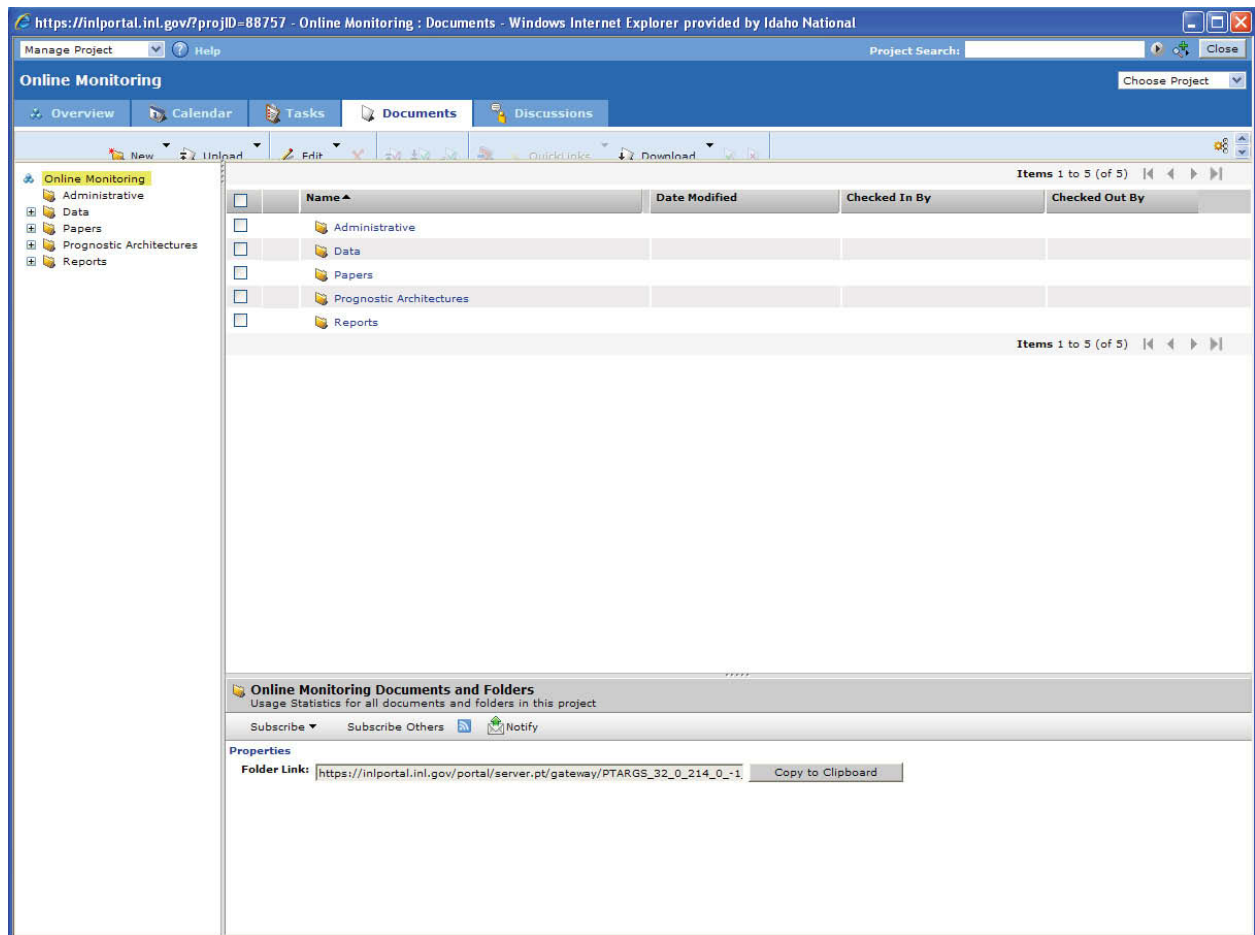 https://inlportal.inl.gov/?projID=88757 - Online Monitoring : Documents - Windows Internet Explorer provided by Idaho National
Manage Project Help Project Search: Close
Online Monitoring Choose Project
Overview Calendar Tasks Documents Discussions
New Upload Edit QuickLinks Download
Online Monitoring
Administrative
Data
Papers
Prognostic Architectures
Reports
Items 1 to 5 (of 5)
Name Date Modified Checked In By Checked Out By
Administrative
Data
Papers
Prognostic Architectures
Reports
Items 1 to 5 (of 5)
Online Monitoring Documents and Folders
Usage Statistics for all documents and folders in this project
Subscribe Subscribe Others Notify
Properties
Folder Link: https://inlportal.inl.gov/portal/server.pt/gateway/PTARGS_32_0_214_0_-1_ Copy to Clipboard